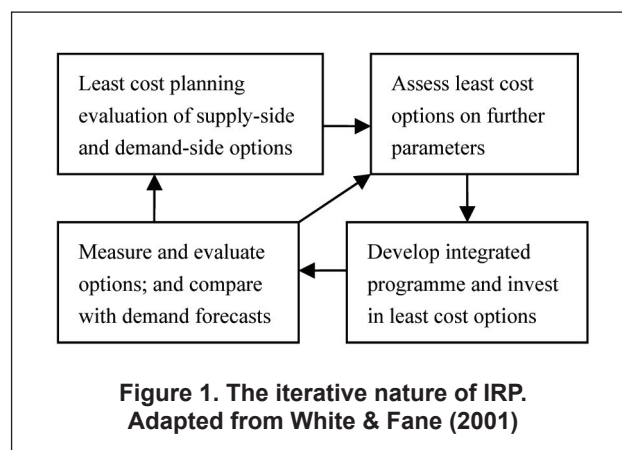 Least cost planning
evaluation of supply-side
and demand-side options
Assess least cost
options on further
parameters
Measure and evaluate
options; and compare
with demand forecasts
Develop integrated
programme and invest
in least cost options
Figure 1. The iterative nature of IRP.
Adapted from White & Fane (2001)